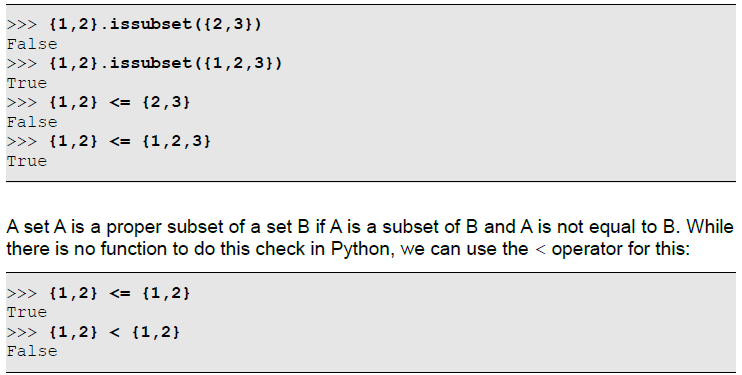 >>> {1,2}.issubset({2,3})
False
>>> {1,2}.issubset({1,2,3})
True
>>> {1,2} <= {2,3}
False
>>> {1,2} <= {1,2,3}
True
A set A is a proper subset of a set B if A is a subset of B and A is not equal to B. While
there is no function to do this check in Python, we can use the < operator for this:
>>> {1,2} <= {1,2}
True
>>> {1,2} < {1,2}
False